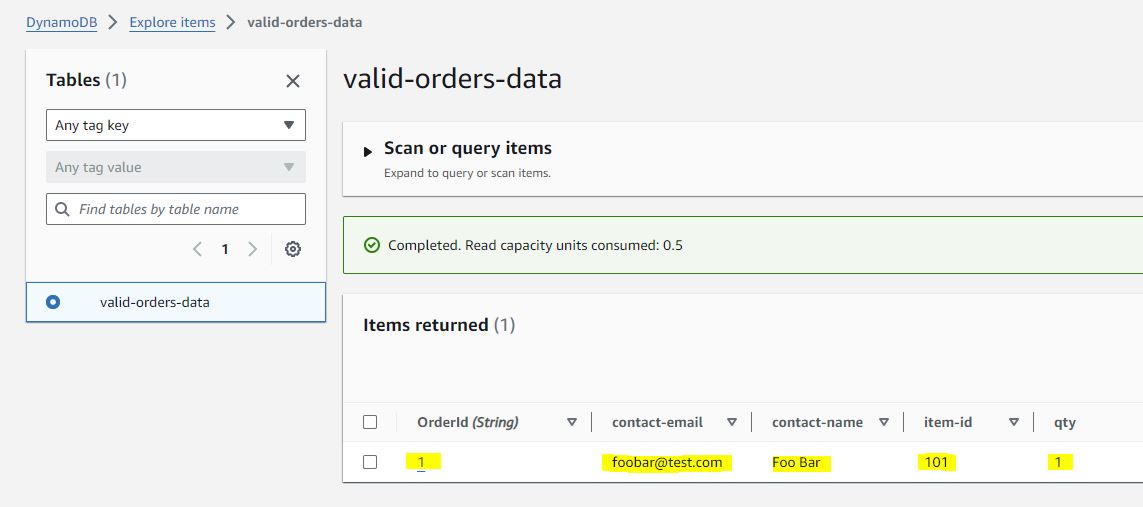 DynamoDB > Explore items > valid-orders-data
Tables (1)
Any tag key
Any tag value
Find tables by table name
1
valid-orders-data
valid-orders-data
Scan or query items
Expand to query or scan items.
Completed. Read capacity units consumed: 0.5
Items returned (1)
OrderId (String) contact-email contact-name item-id qty
1 foobar@test.com Foo Bar 101 1